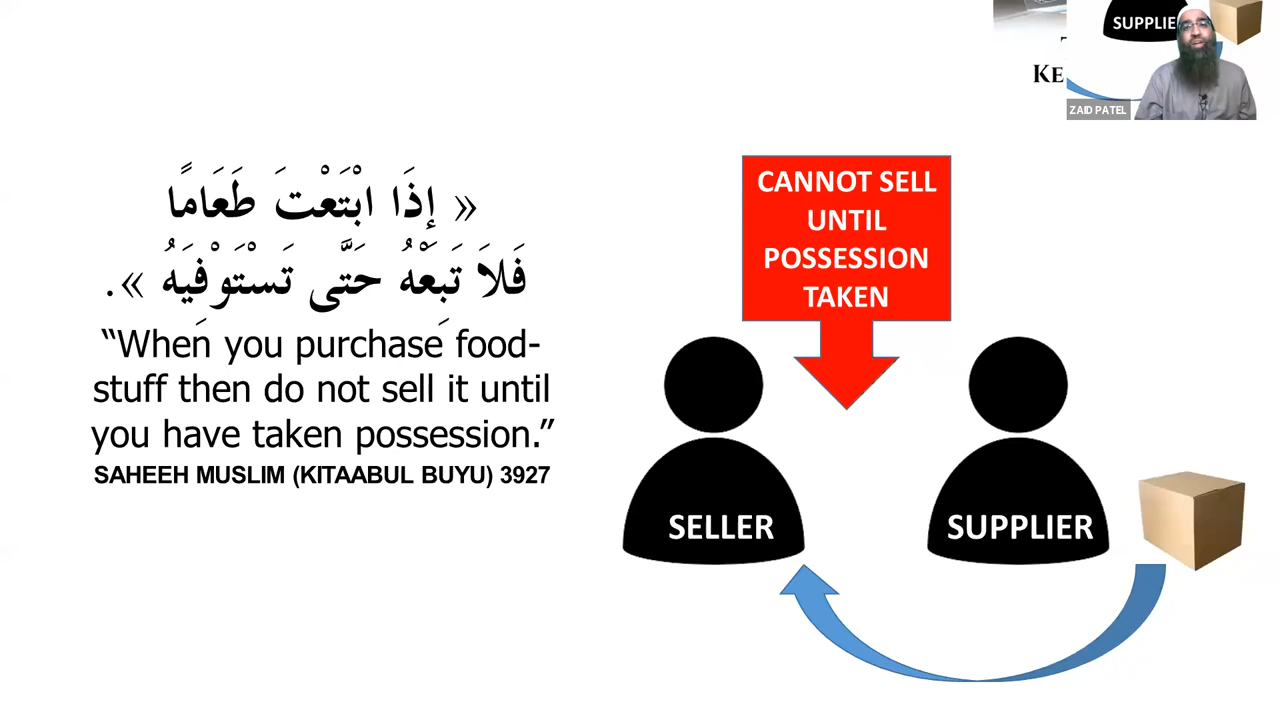 « إِذَا ابْتَعْتَ طَعَامًا
فَلاَ تَبِعْهُ حَتَّى تَسْتَوْفِيَهُ ».
“When you purchase food-
stuff then do not sell it until
you have taken possession.”
SAHEEH MUSLIM (KITAABUL BUYU) 3927
CANNOT SELL
UNTIL
POSSESSION
TAKEN
SELLER
SUPPLIER
SUPPLIE
KE
ZAID PATEL